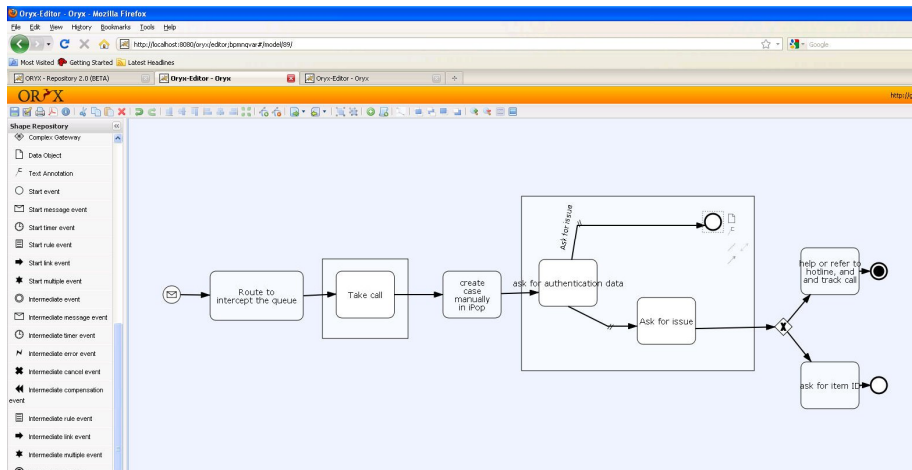 Oryx-Editor - Oryx - Mozilla Firefox
File Edit View History Bookmarks Tools Help
http://localhost:8080/oryx/editor;bpmnqvar#/model/89/
Google
Most Visited Getting Started Latest Headlines
ORYX - Repository 2.0 (BETA)
Oryx-Editor - Oryx
Oryx-Editor - Oryx
ORYX
Shape Repository
Complex Gateway
Data Object
Text Annotation
Start event
Start message event
Start timer event
Start rule event
Start link event
Start multiple event
Intermediate event
Intermediate message event
Intermediate timer event
Intermediate error event
Intermediate cancel event
Intermediate compensation
event
Intermediate rule event
Intermediate link event
Intermediate multiple event
Route to
intercept the queue
Take call
create
case
manually
in iPop
ask for authentication data
Ask for issue
Ask for issue
help or refer to
hotline, and
and track call
ask for item ID